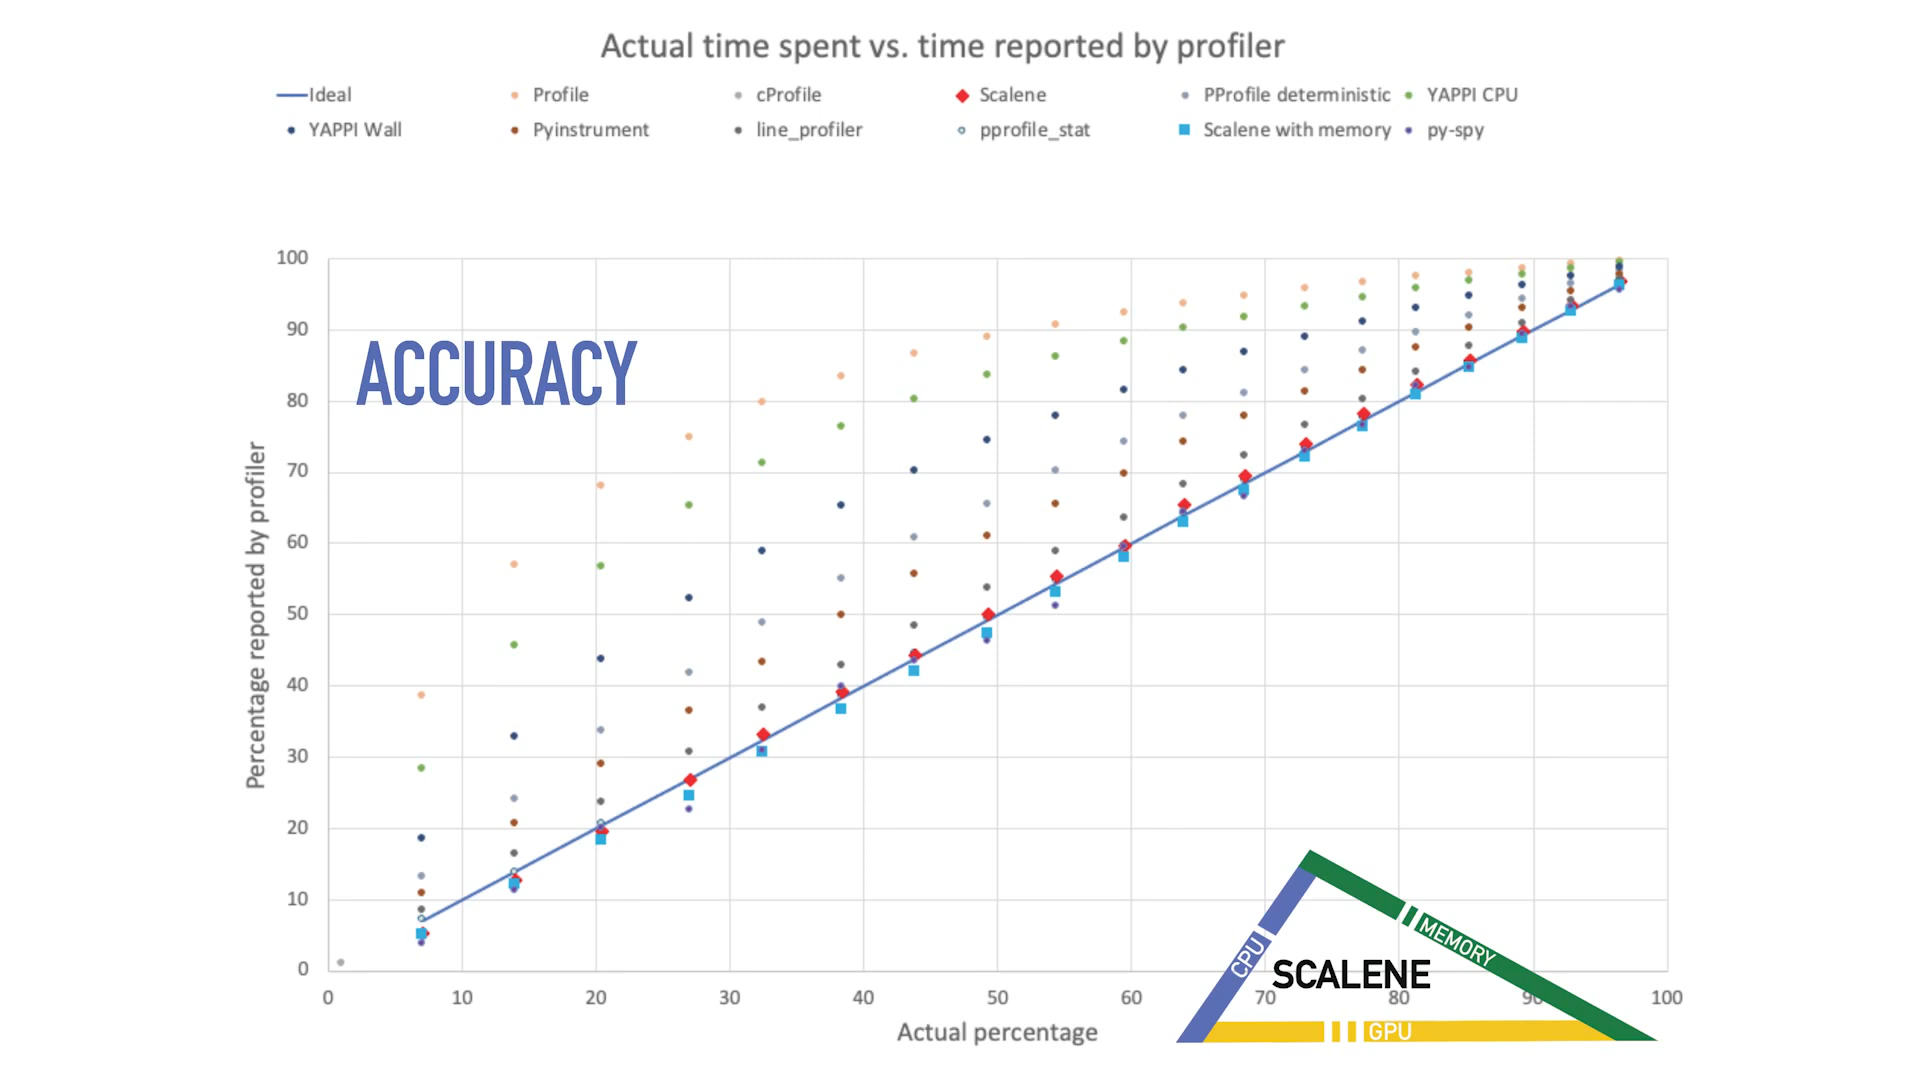 Actual time spent vs. time reported by profiler
Ideal Profile cProfile Scalene PProfile deterministic YAPPI CPU
YAPPI Wall Pyinstrument line_profiler pprofile_stat Scalene with memory py-spy
100
90
ACCURACY
80
70
60
50
40
30
20
10
0
Percentage reported by profiler
0 10 20 30 40 50 60 70 80 90 100
Actual percentage
CPU
MEMORY
SCALENE
GPU